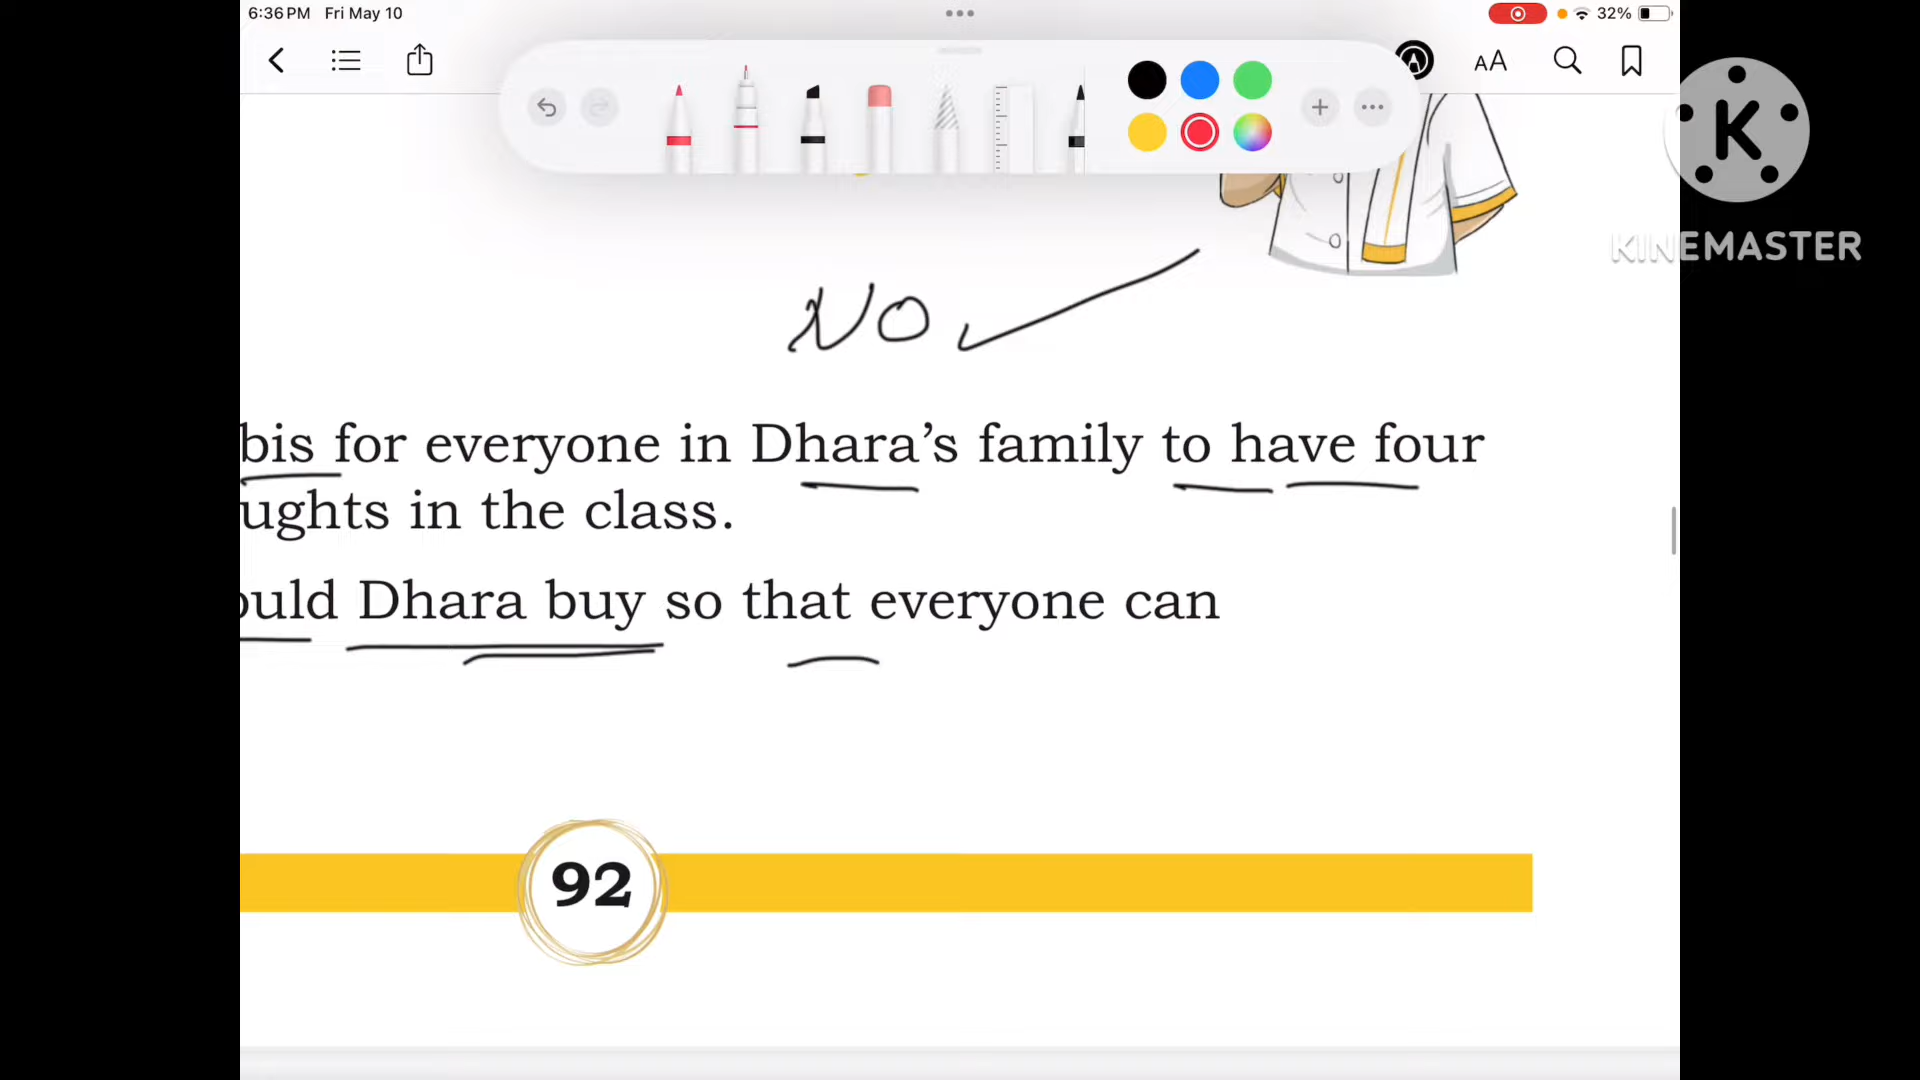 6:36 PM Fri May 10
32%
AA
K
KINEMASTER
NO
bis for everyone in Dhara's family to have four
ughts in the class.
ould Dhara buy so that everyone can
92